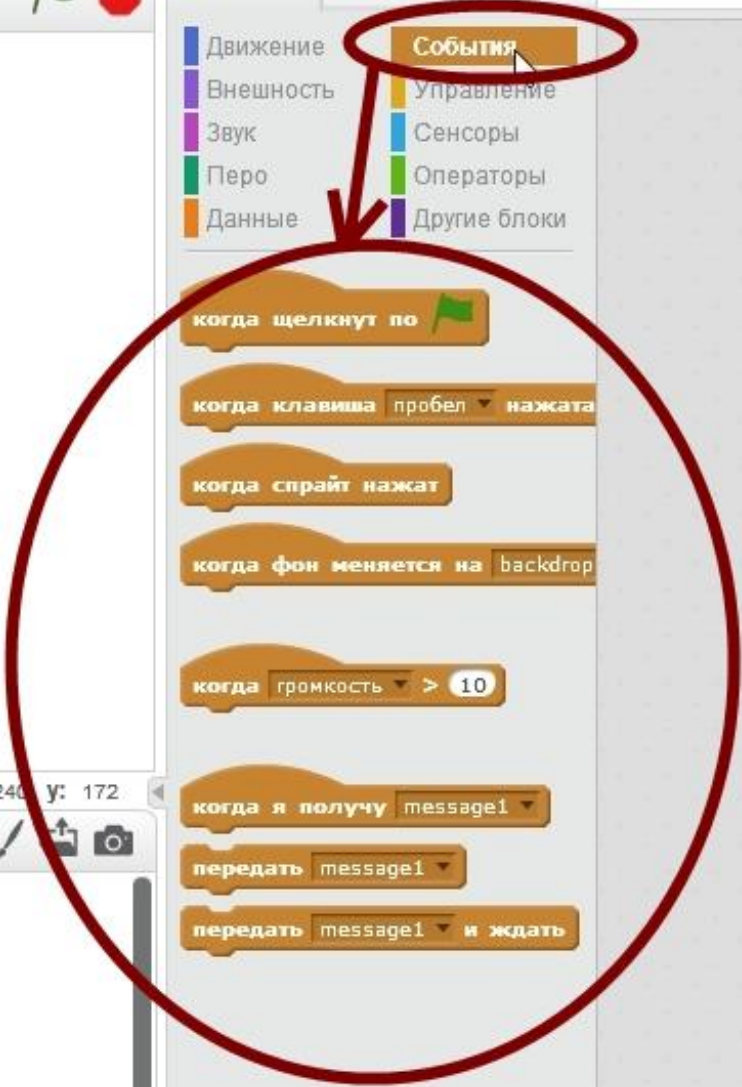 Движение События
Внешность Управление
Звук Сенсоры
Перо Операторы
Данные Другие блоки
когда щелкнут по
когда клавиша пробел нажата
когда спрайт нажат
когда фон меняется на backdrop
когда громкость > 10
240 y: 172
когда я получу message1
передать message1
передать message1 и ждать